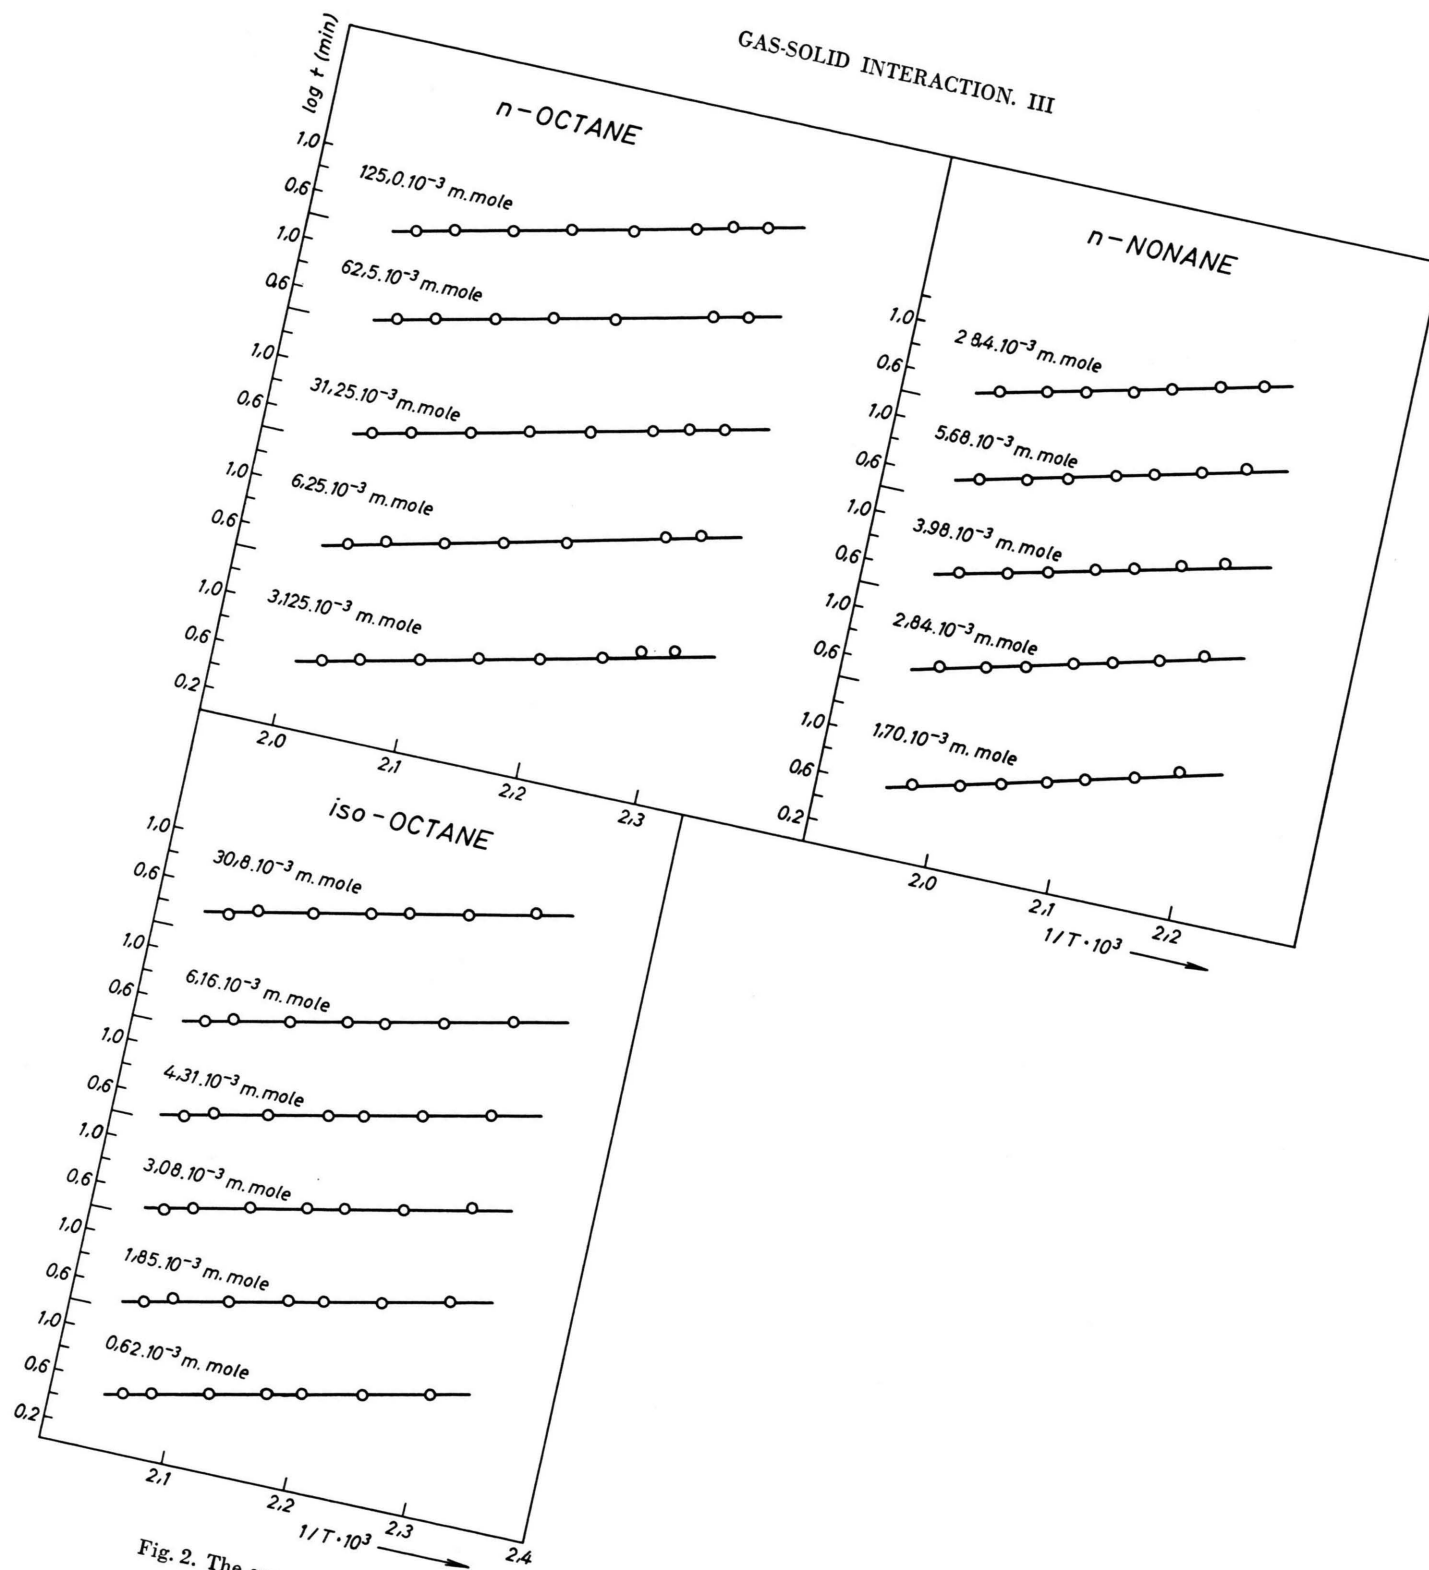 GAS-SOLID INTERACTION. III
log t (min)
n-OCTANE
1,0
0,6
125,0.10⁻³ m.mole
1,0
0,6
62,5.10⁻³ m.mole
1,0
0,6
31,25.10⁻³ m.mole
1,0
0,6
6,25.10⁻³ m.mole
1,0
0,6
0,2
3,125.10⁻³ m.mole
2,0
2,1
2,2
2,3
n-NONANE
1,0
0,6
28,4.10⁻³ m.mole
1,0
0,6
5,68.10⁻³ m.mole
1,0
0,6
3,98.10⁻³ m.mole
1,0
0,6
2,84.10⁻³ m.mole
1,0
0,6
0,2
1,70.10⁻³ m.mole
2,0
2,1
2,2
1/T·10³
iso-OCTANE
1,0
0,6
30,8.10⁻³ m.mole
1,0
0,6
6,16.10⁻³ m.mole
1,0
0,6
4,31.10⁻³ m.mole
1,0
0,6
3,08.10⁻³ m.mole
1,0
0,6
1,85.10⁻³ m.mole
1,0
0,6
0,2
0,62.10⁻³ m.mole
2,1
2,2
2,3
2,4
1/T·10³
Fig. 2. The